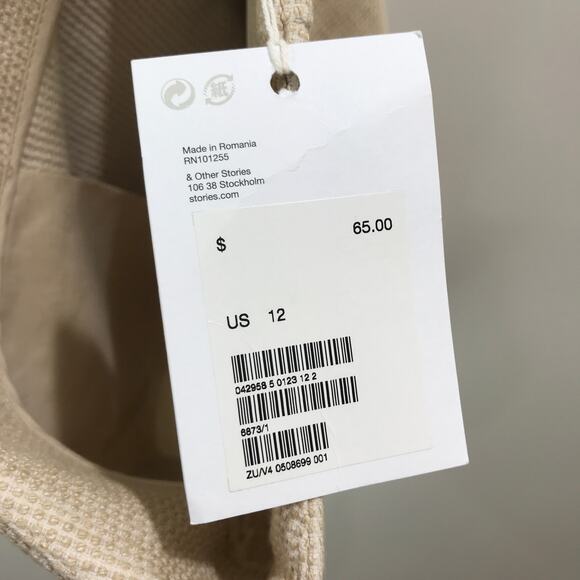 紙
Made in Romania
RN101255
& Other Stories
106 38 Stockholm
stories.com
$ 65.00
US 12
042958 5 0123 12 2
6873/1
ZU/V4 0508699 001